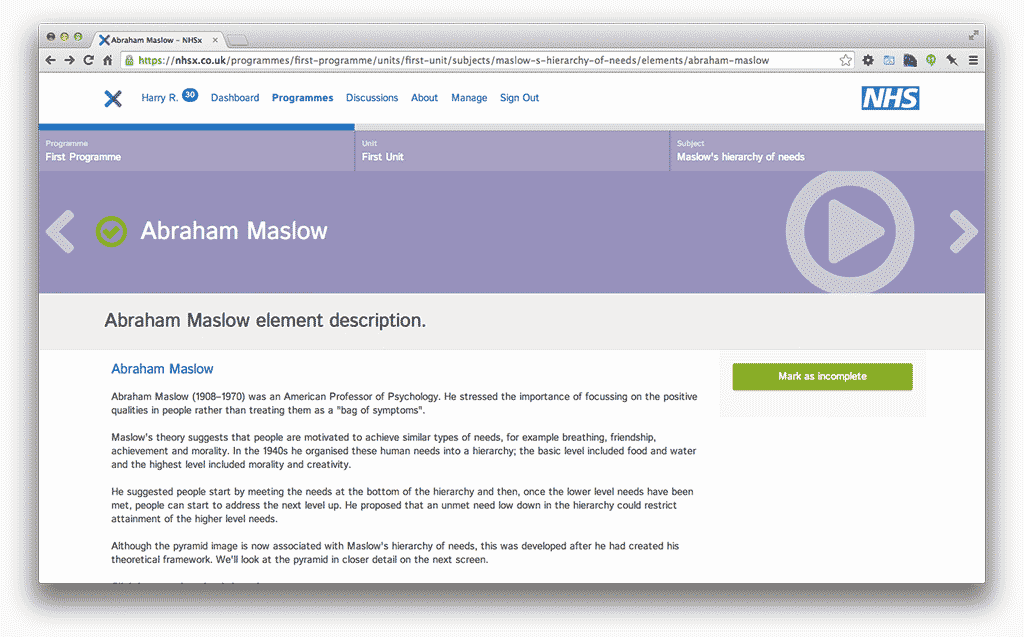 Abraham Maslow - NHSx
https://nhsx.co.uk/programmes/first-programme/units/first-unit/subjects/maslow-s-hierarchy-of-needs/elements/abraham-maslow
Harry R. 30 Dashboard Programmes Discussions About Manage Sign Out
NHS
Programme
First Programme
Unit
First Unit
Subject
Maslow's hierarchy of needs
Abraham Maslow
Abraham Maslow element description.
Abraham Maslow
Mark as incomplete
Abraham Maslow (1908–1970) was an American Professor of Psychology. He stressed the importance of focussing on the positive
qualities in people rather than treating them as a "bag of symptoms".
Maslow's theory suggests that people are motivated to achieve similar types of needs, for example breathing, friendship,
achievement and morality. In the 1940s he organised these human needs into a hierarchy; the basic level included food and water
and the highest level included morality and creativity.
He suggested people start by meeting the needs at the bottom of the hierarchy and then, once the lower level needs have been
met, people can start to address the next level up. He proposed that an unmet need low down in the hierarchy could restrict
attainment of the higher level needs.
Although the pyramid image is now associated with Maslow's hierarchy of needs, this was developed after he had created his
theoretical framework. We'll look at the pyramid in closer detail on the next screen.